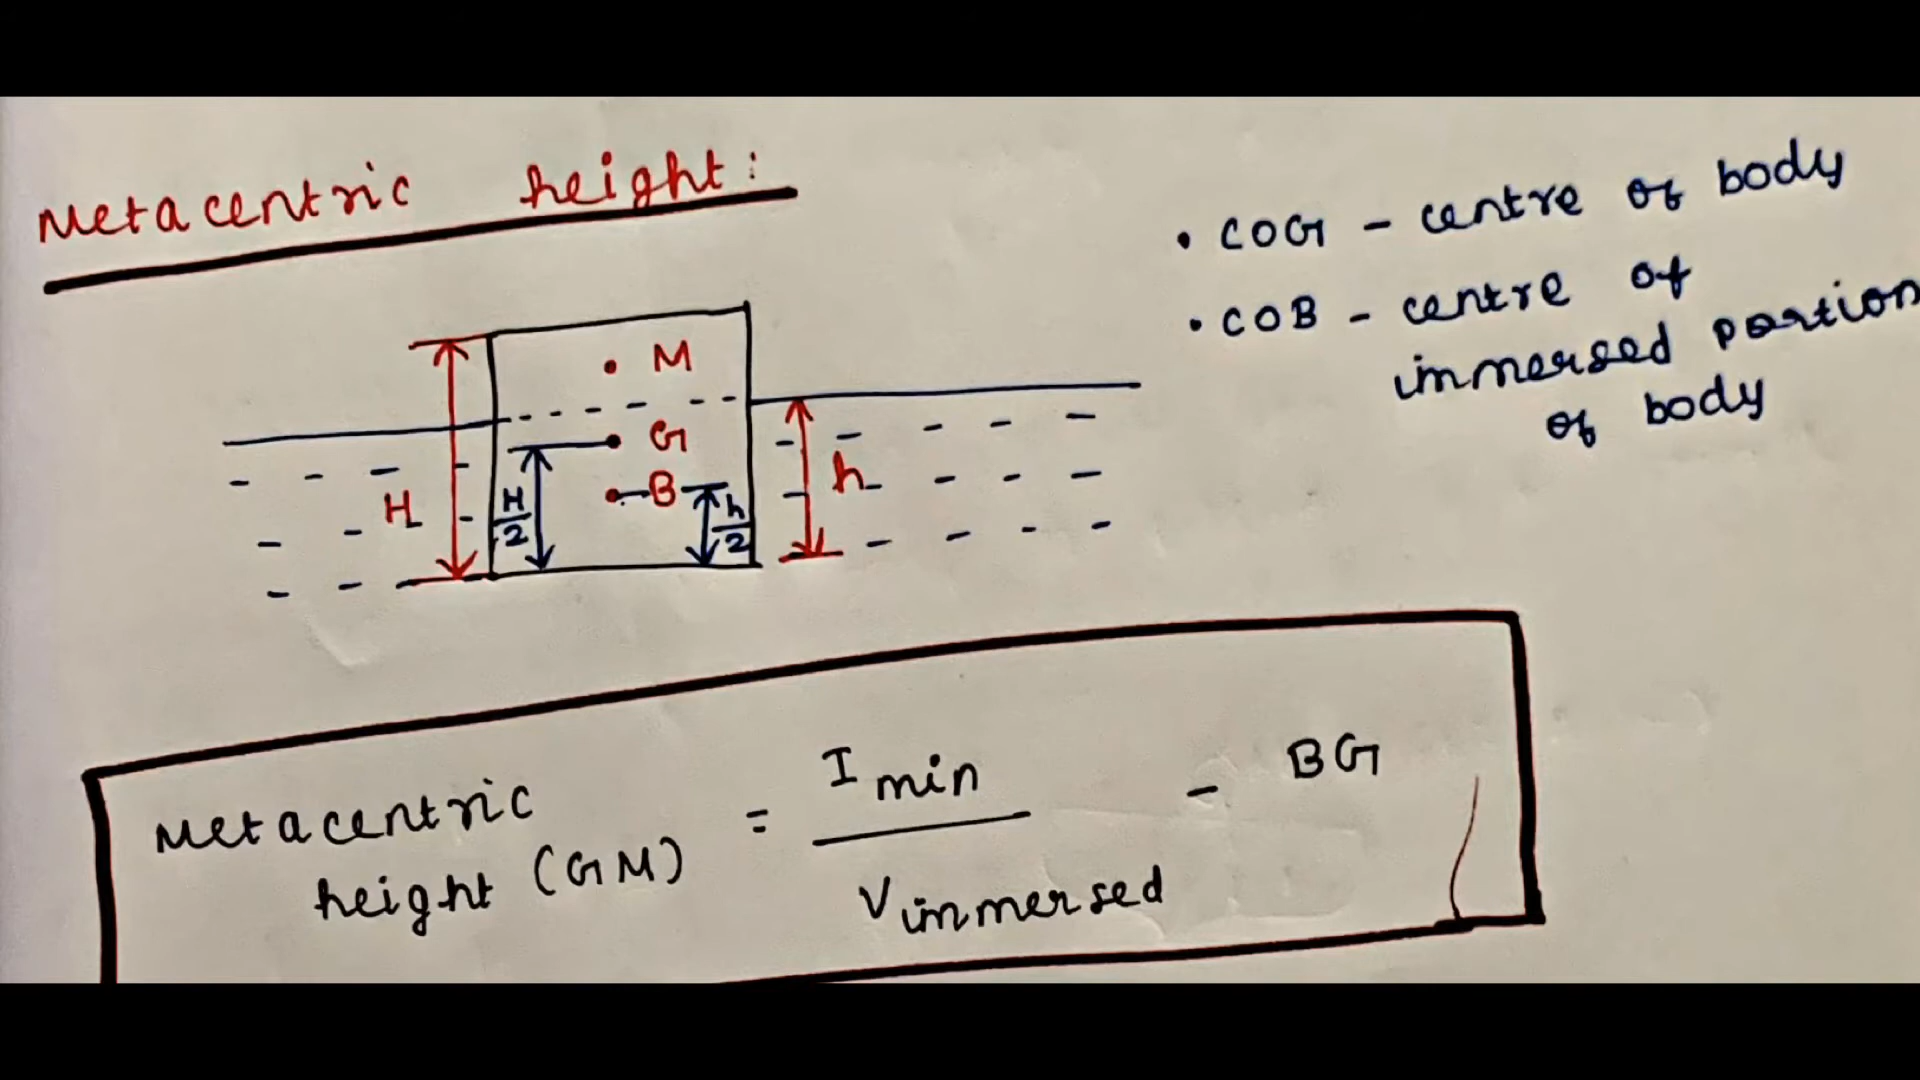 Metacentric height:
• COG - centre of body
• COB - centre of
immersed portion
of body
M
G
B
H
H/2
h/2
h
Metacentric
height (GM) = I min / V immersed - BG